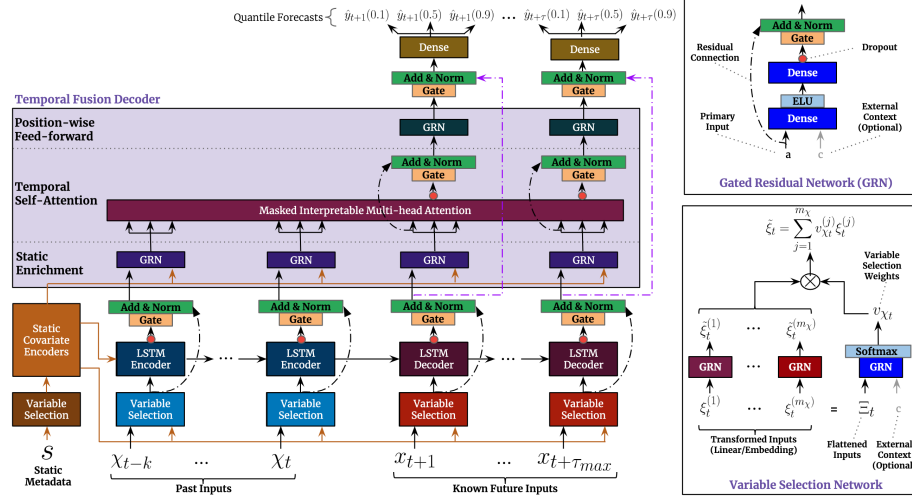 Quantile Forecasts
ŷt+1(0.1) ŷt+1(0.5) ŷt+1(0.9) ... ŷt+τ(0.1) ŷt+τ(0.5) ŷt+τ(0.9)
Dense
Dense
Add & Norm
Gate
Add & Norm
Gate
Temporal Fusion Decoder
Position-wise
Feed-forward
GRN
GRN
Add & Norm
Gate
Add & Norm
Gate
Temporal
Self-Attention
Masked Interpretable Multi-head Attention
Static
Enrichment
GRN
GRN
GRN
GRN
Static
Covariate
Encoders
Add & Norm
Gate
Add & Norm
Gate
Add & Norm
Gate
Add & Norm
Gate
LSTM
Encoder
...
LSTM
Encoder
LSTM
Decoder
...
LSTM
Decoder
Variable
Selection
Variable
Selection
Variable
Selection
Variable
Selection
Variable
Selection
s
Static
Metadata
χt−k ... χt
Past Inputs
xt+1 ... xt+τmax
Known Future Inputs
Add & Norm
Gate
Residual
Connection
Dropout
Dense
ELU
Dense
Primary
Input
External
Context
(Optional)
a
c
Gated Residual Network (GRN)
ξ̃t = ∑ j=1 mχ vχt(j) ξ̃t(j)
Variable
Selection
Weights
⊗
vχt
ξ̃t(1) ... ξ̃t(mχ)
Softmax
GRN ... GRN
GRN
ξt(1) ... ξt(mχ) = Ξt
c
Transformed Inputs
(Linear/Embedding)
Flattened
Inputs
External
Context
(Optional)
Variable Selection Network